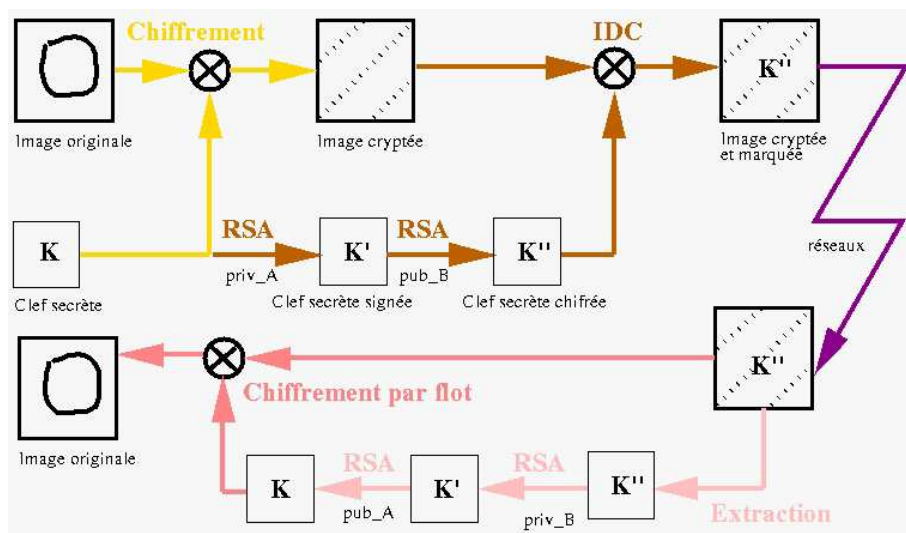 Chiffrement
IDC
K''
Image originale
Image cryptée
Image cryptée
et marquée
K
RSA
K'
RSA
K''
réseaux
priv_A
pub_B
Clef secrète
Clef secrète signée
Clef secrète chifrée
K''
Chiffrement par flot
Image originale
K
RSA
K'
RSA
K''
pub_A
priv_B
Extraction